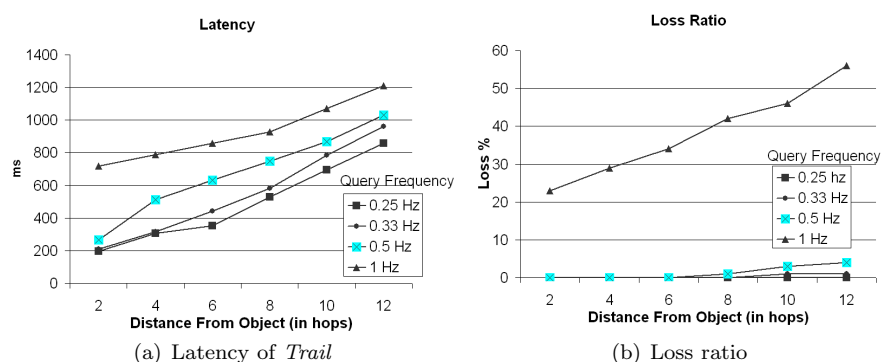 Latency
1400
1200
1000
800
600
400
200
0
ms
2 4 6 8 10 12
Distance From Object (in hops)
Query Frequency
0.25 Hz
0.33 Hz
0.5 Hz
1 Hz
(a) Latency of Trail
Loss Ratio
60
50
40
30
20
10
0
Loss %
2 4 6 8 10 12
Distance From Object (in hops)
Query Frequency
0.25 hz
0.33 Hz
0.5 Hz
1 Hz
(b) Loss ratio